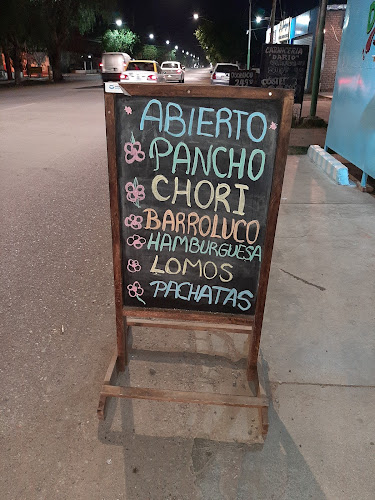 ABIERTO
PANCHO
CHORI
BARROLUCO
HAMBURGUESA
LOMOS
PACHATAS